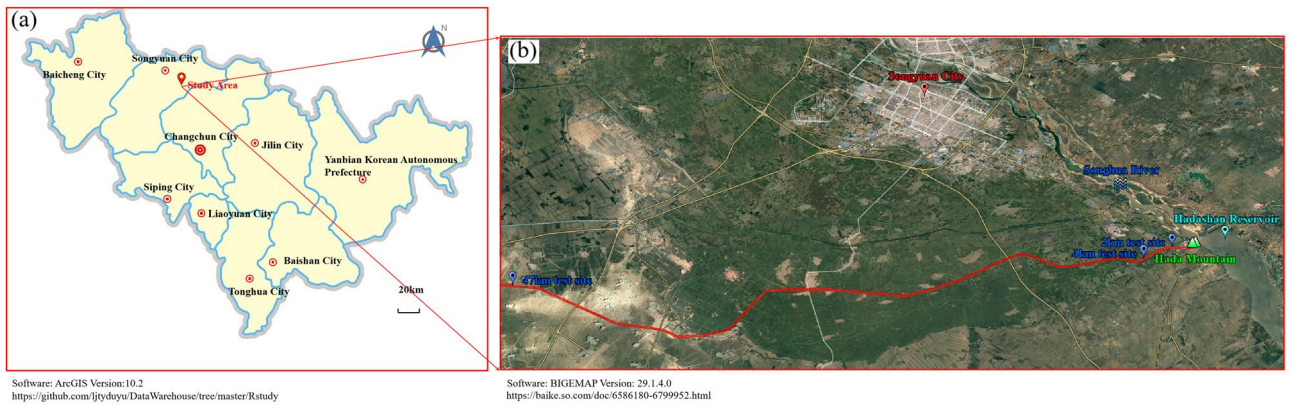 (a)
N
Songyuan City
Baicheng City
Study Area
Changchun City
Jilin City
Yanbian Korean Autonomous
Prefecture
Siping City
Liaoyuan City
Baishan City
Tonghua City
20km
(b)
Songyuan City
Songhua River
Hadashan Reservoir
2km test site
4km test site
Hada Mountain
47km test site
Software: ArcGIS Version:10.2
https://github.com/ljtyduyu/DataWarehouse/tree/master/Rstudy
Software: BIGEMAP Version: 29.1.4.0
https://baike.so.com/doc/6586180-6799952.html